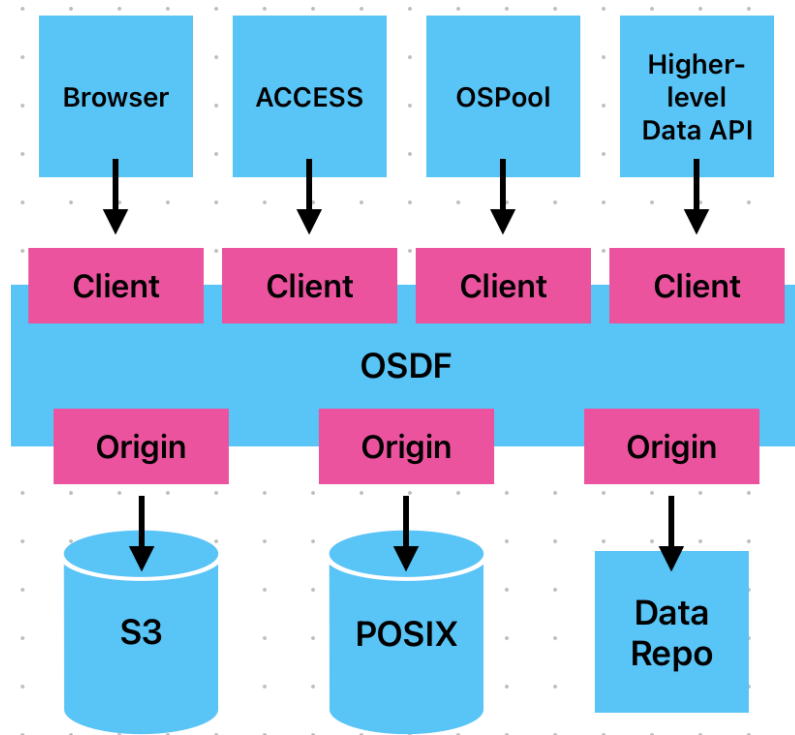 Browser
ACCESS
OSPool
Higher-
level
Data API
Client
Client
Client
Client
OSDF
Origin
Origin
Origin
S3
POSIX
Data
Repo